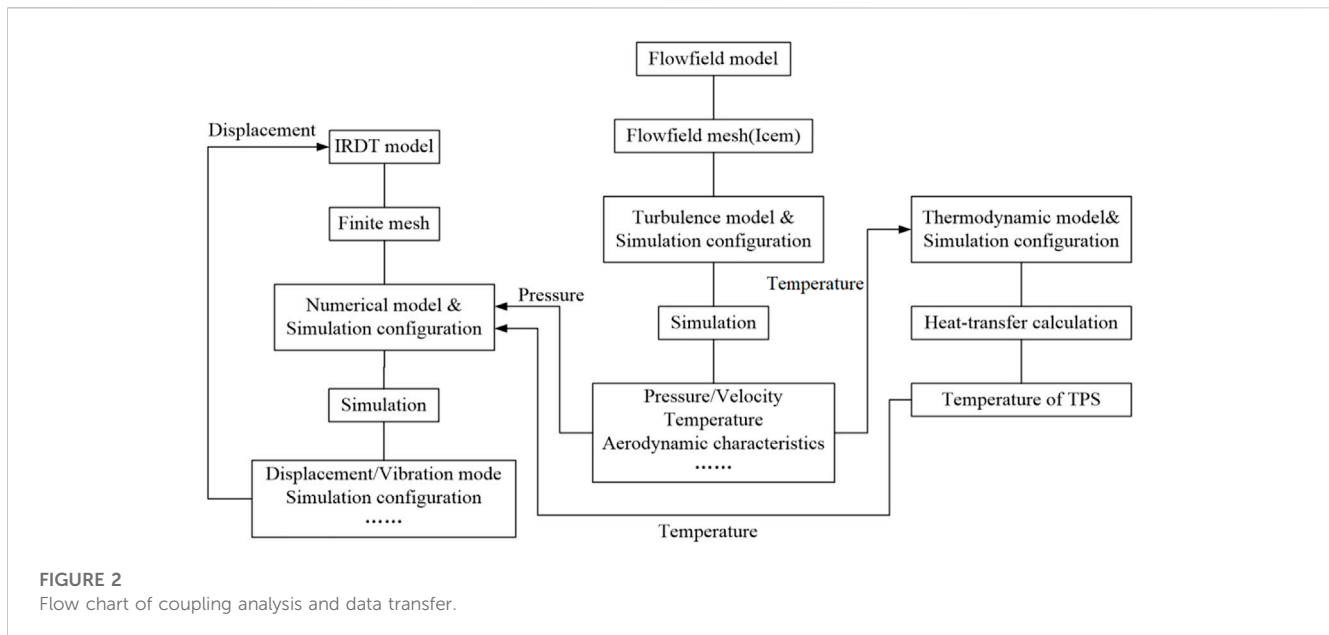 Flowfield model
Displacement
IRDT model
Flowfield mesh(Icem)
Finite mesh
Turbulence model &
Simulation configuration
Thermodynamic model&
Simulation configuration
Pressure
Temperature
Numerical model &
Simulation configuration
Simulation
Heat-transfer calculation
Simulation
Pressure/Velocity
Temperature
Aerodynamic characteristics
……
Temperature of TPS
Displacement/Vibration mode
Simulation configuration
……
Temperature
FIGURE 2
Flow chart of coupling analysis and data transfer.